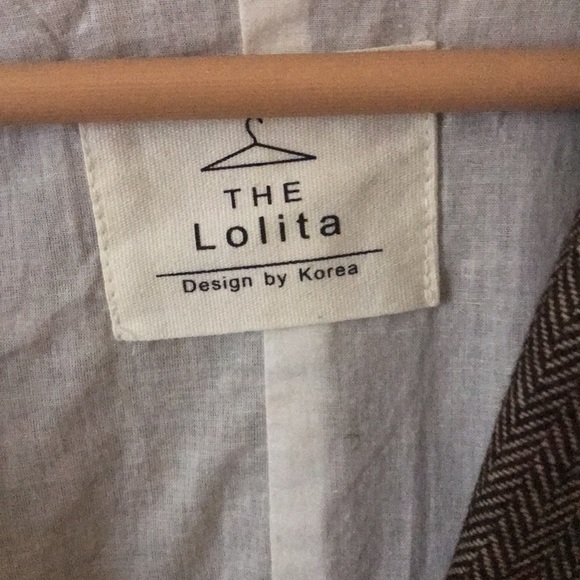 THE
Lolita
Design by Korea